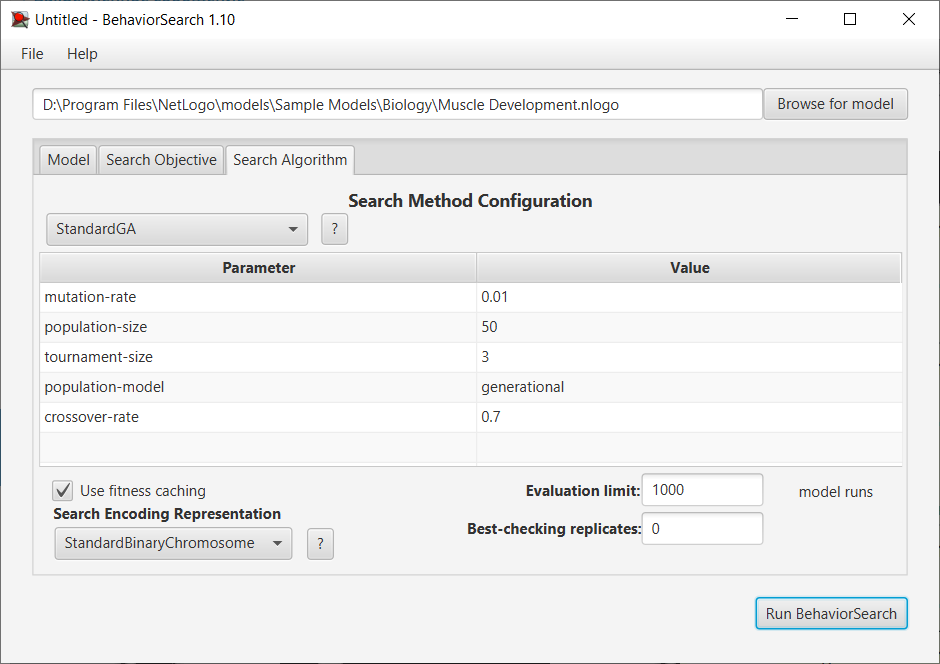 Untitled - BehaviorSearch 1.10
File Help
D:\Program Files\NetLogo\models\Sample Models\Biology\Muscle Development.nlogo Browse for model
Model Search Objective Search Algorithm
Search Method Configuration
StandardGA ?
Parameter Value
mutation-rate 0.01
population-size 50
tournament-size 3
population-model generational
crossover-rate 0.7
Use fitness caching Evaluation limit: 1000 model runs
Search Encoding Representation
Best-checking replicates: 0
StandardBinaryChromosome ?
Run BehaviorSearch